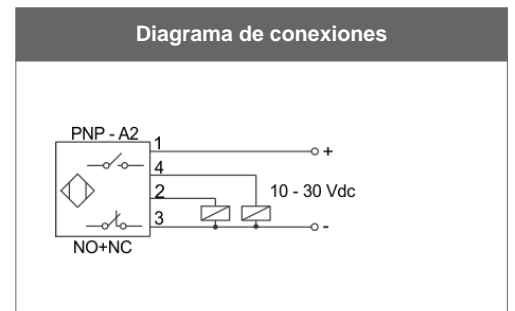 Diagrama de conexiones
PNP - A2
1
+
4
2
10 - 30 Vdc
3
-
NO+NC